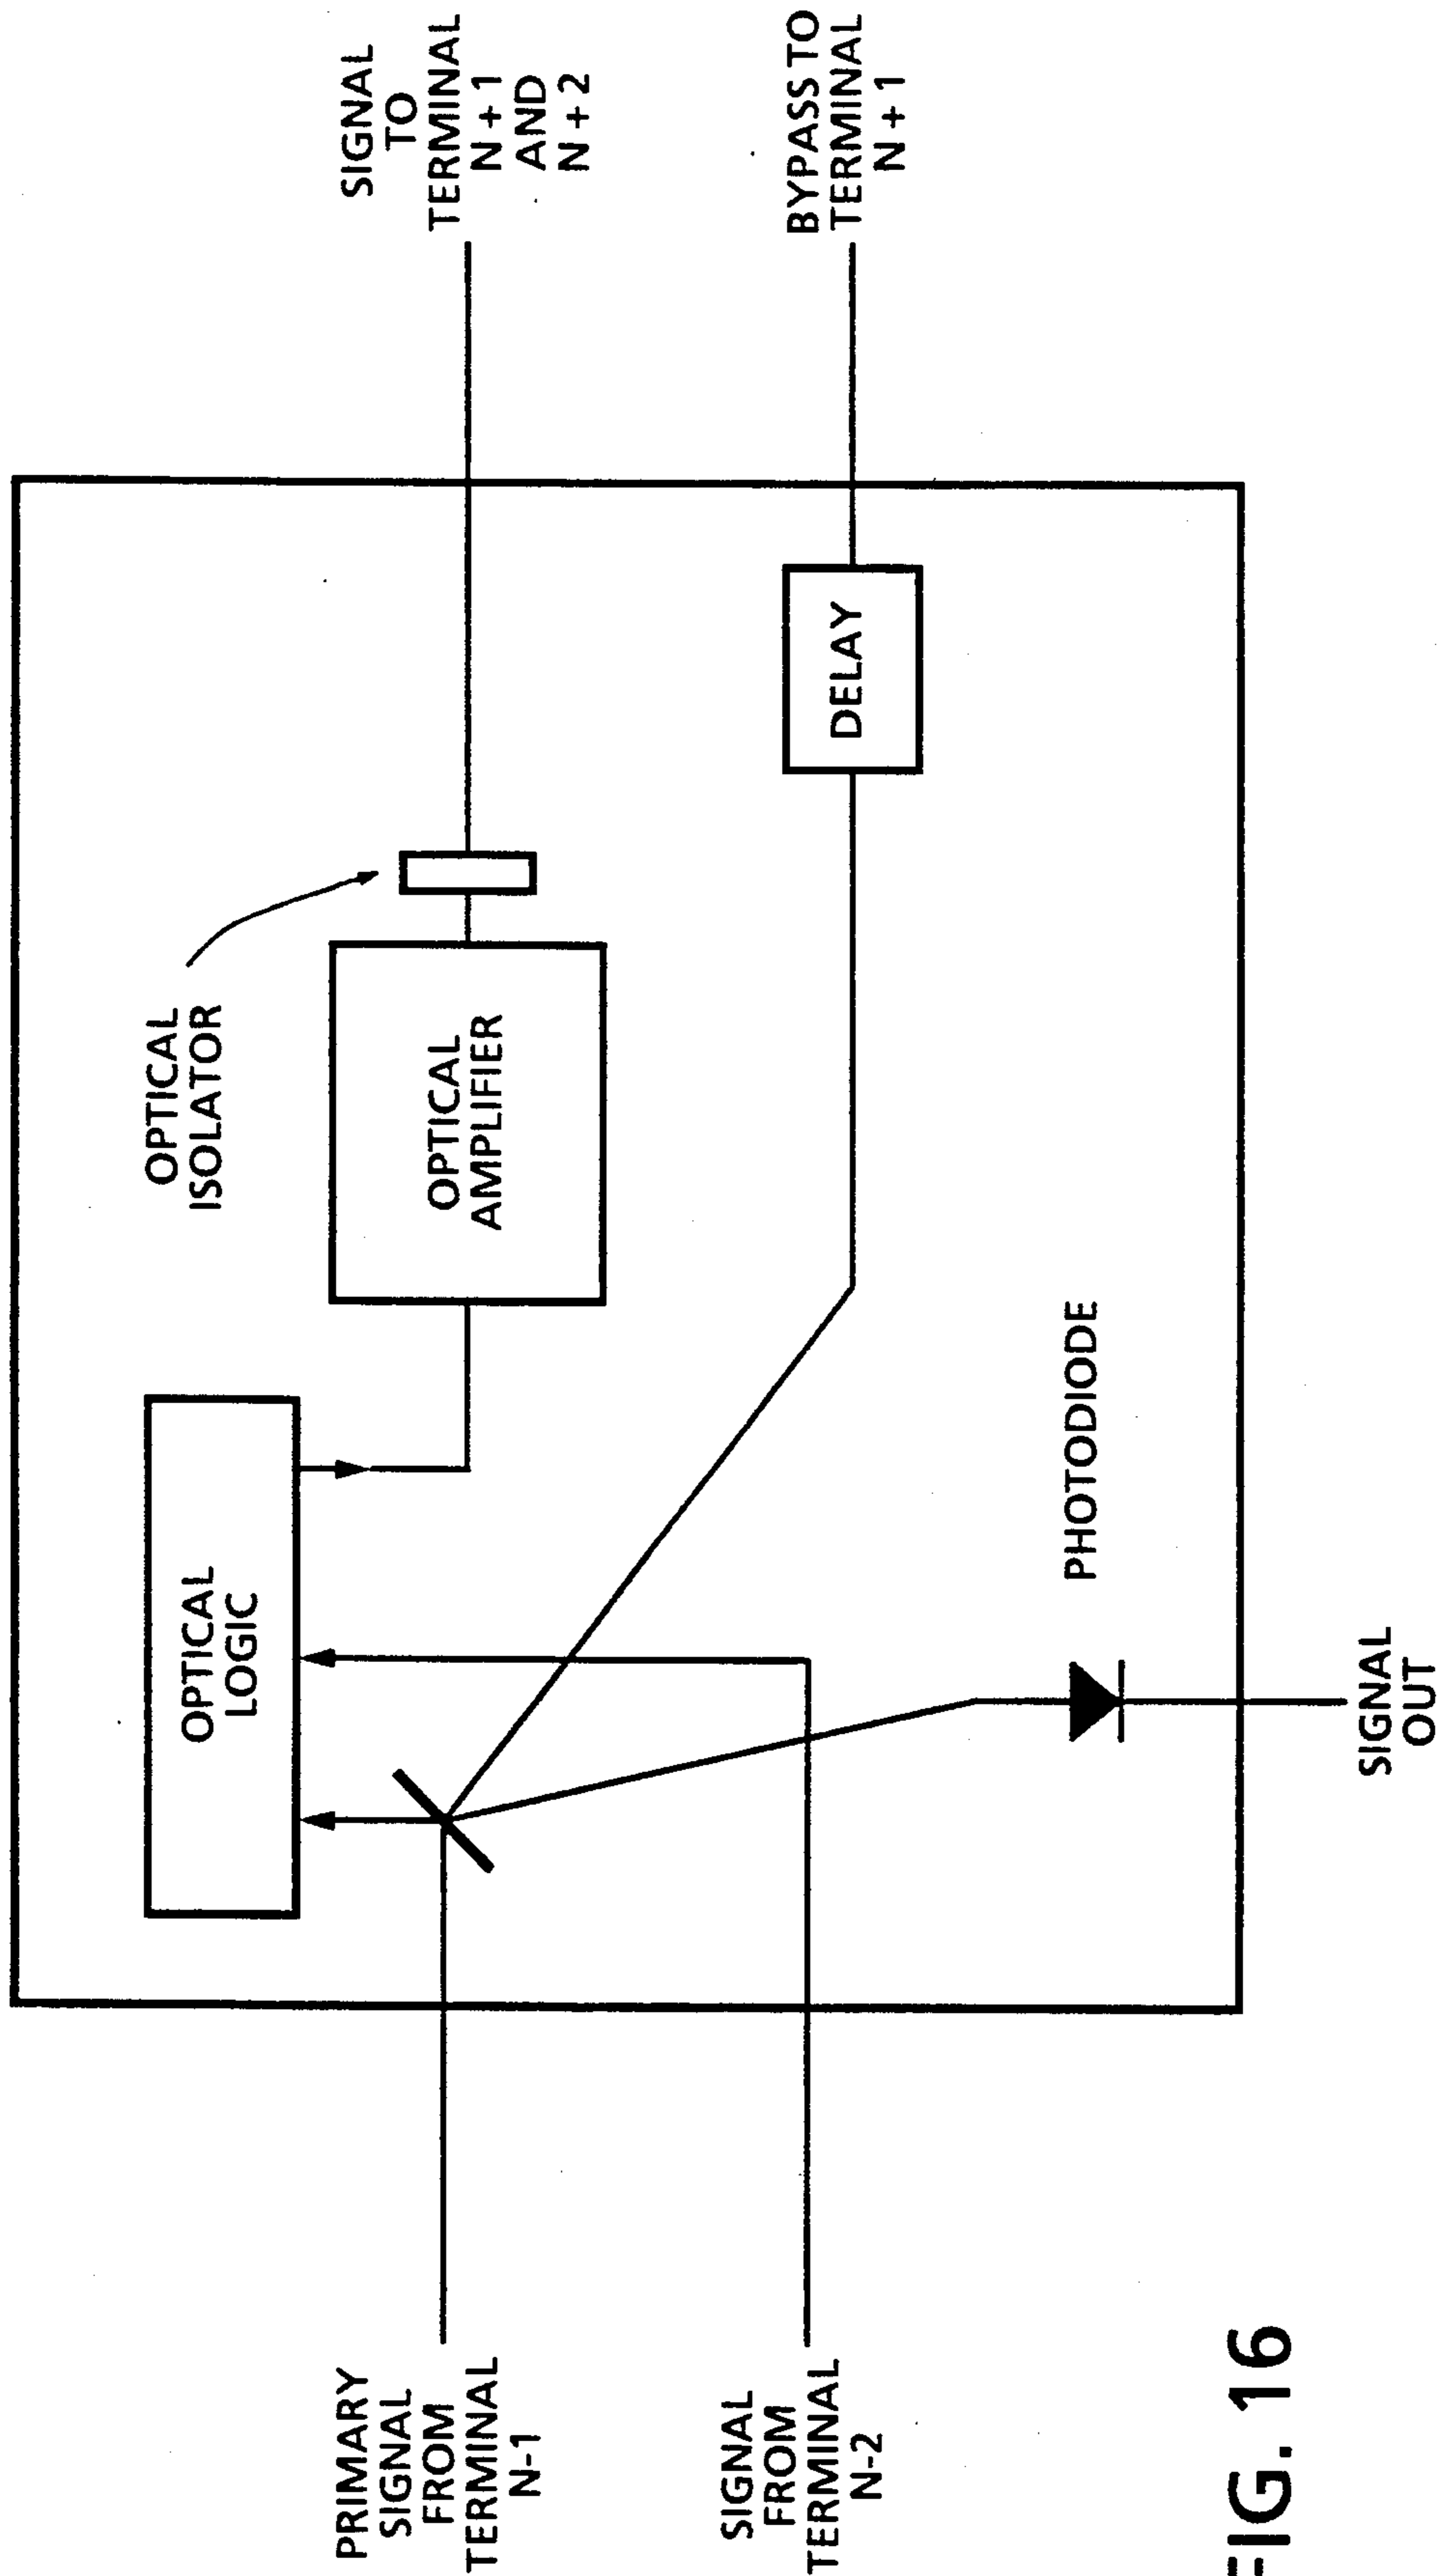 PRIMARY
SIGNAL
FROM
TERMINAL
N-1
SIGNAL
FROM
TERMINAL
N-2
OPTICAL
LOGIC
OPTICAL
ISOLATOR
OPTICAL
AMPLIFIER
DELAY
PHOTODIODE
SIGNAL
OUT
SIGNAL
TO
TERMINAL
N + 1
AND
N + 2
BYPASS TO
TERMINAL
N + 1
FIG. 16